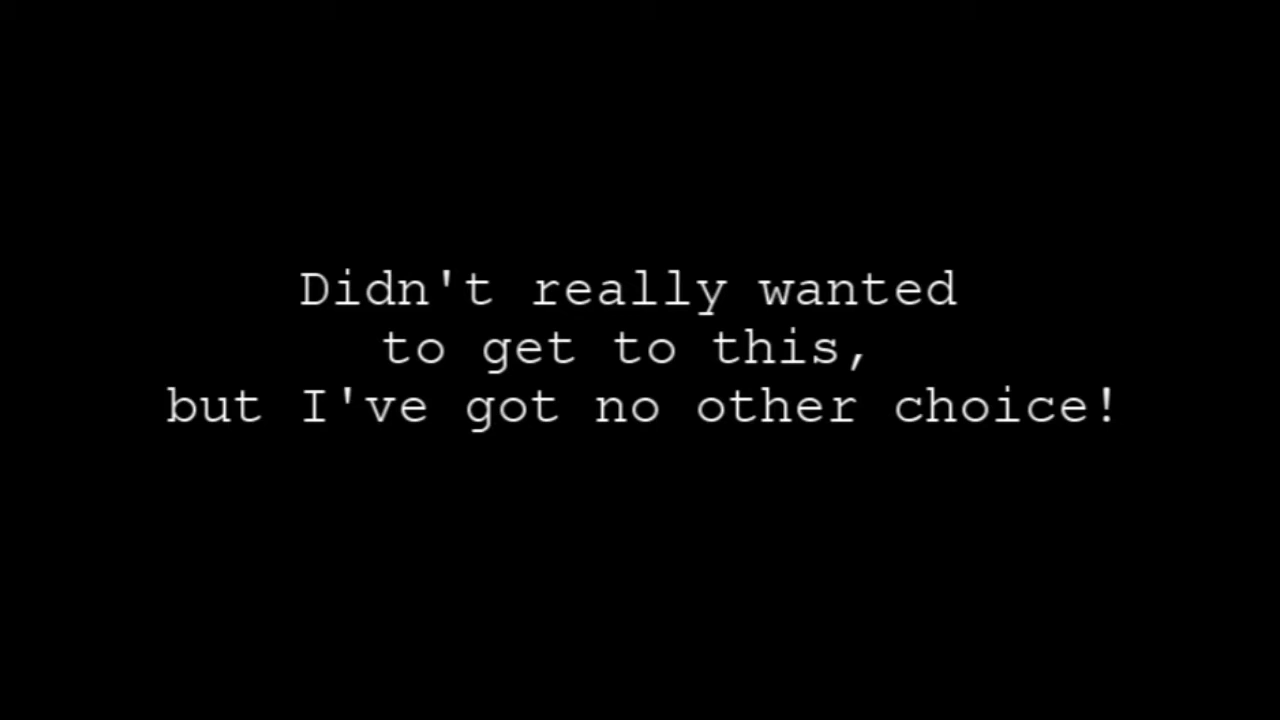 Didn't really wanted
to get to this,
but I've got no other choice!